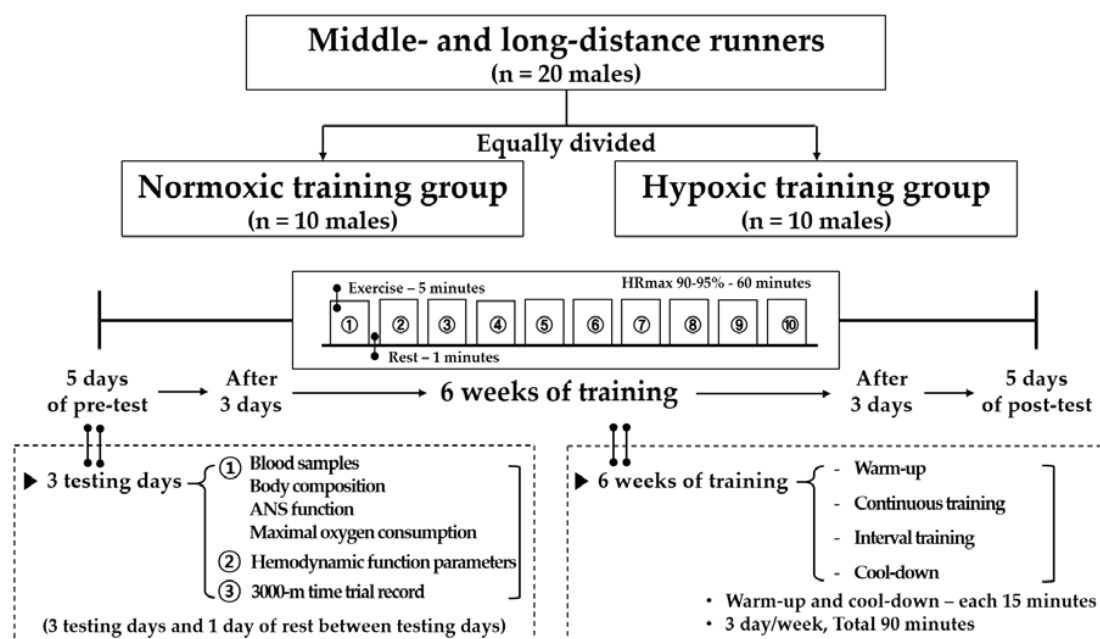 Middle- and long-distance runners
(n = 20 males)
Equally divided
Normoxic training group
(n = 10 males)
Hypoxic training group
(n = 10 males)
Exercise – 5 minutes
HRmax 90-95% - 60 minutes
① ② ③ ④ ⑤ ⑥ ⑦ ⑧ ⑨ ⑩
Rest – 1 minutes
5 days
of pre-test
After
3 days
6 weeks of training
After
3 days
5 days
of post-test
▶ 3 testing days
① Blood samples
Body composition
ANS function
Maximal oxygen consumption
② Hemodynamic function parameters
③ 3000-m time trial record
(3 testing days and 1 day of rest between testing days)
▶ 6 weeks of training
- Warm-up
- Continuous training
- Interval training
- Cool-down
• Warm-up and cool-down – each 15 minutes
• 3 day/week, Total 90 minutes